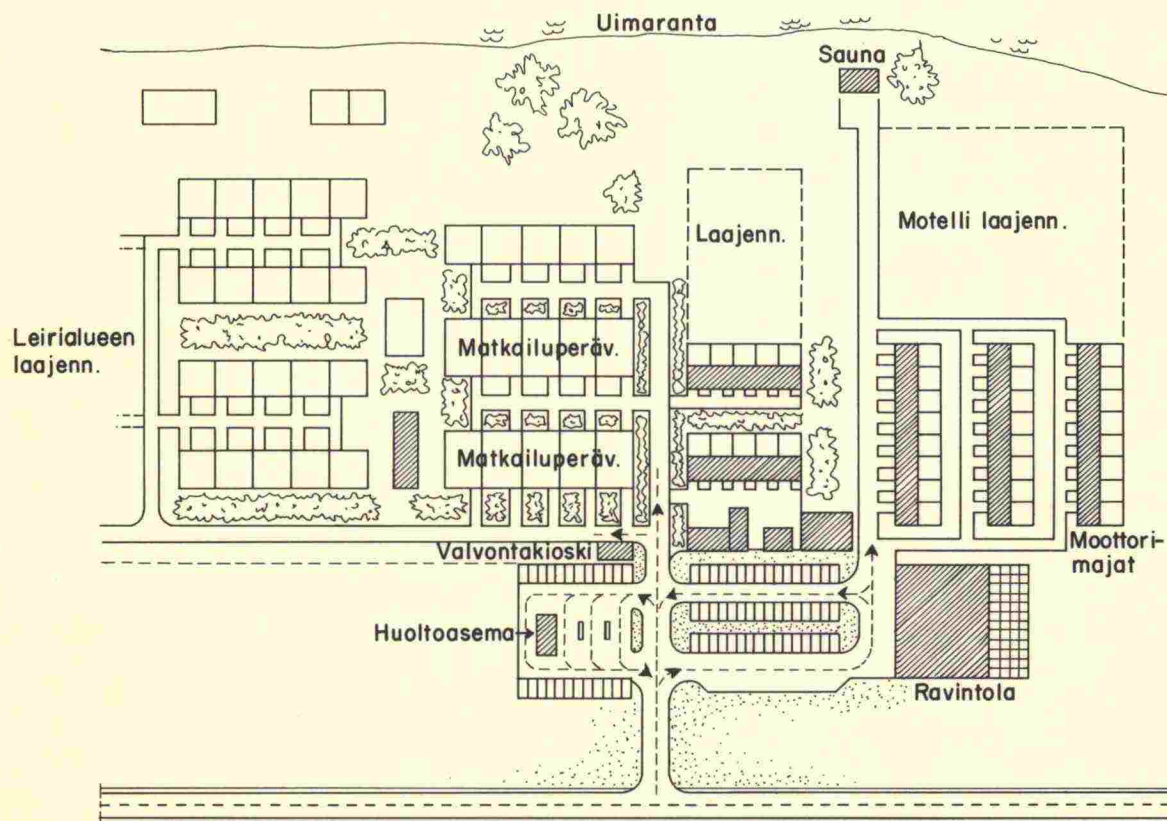 Uimaranta
Sauna
Laajenn.
Motelli laajenn.
Leirialueen
laajenn.
Matkailuperäv.
Matkailuperäv.
Valvontakioski
Moottori-
majat
Huoltoasema
Ravintola